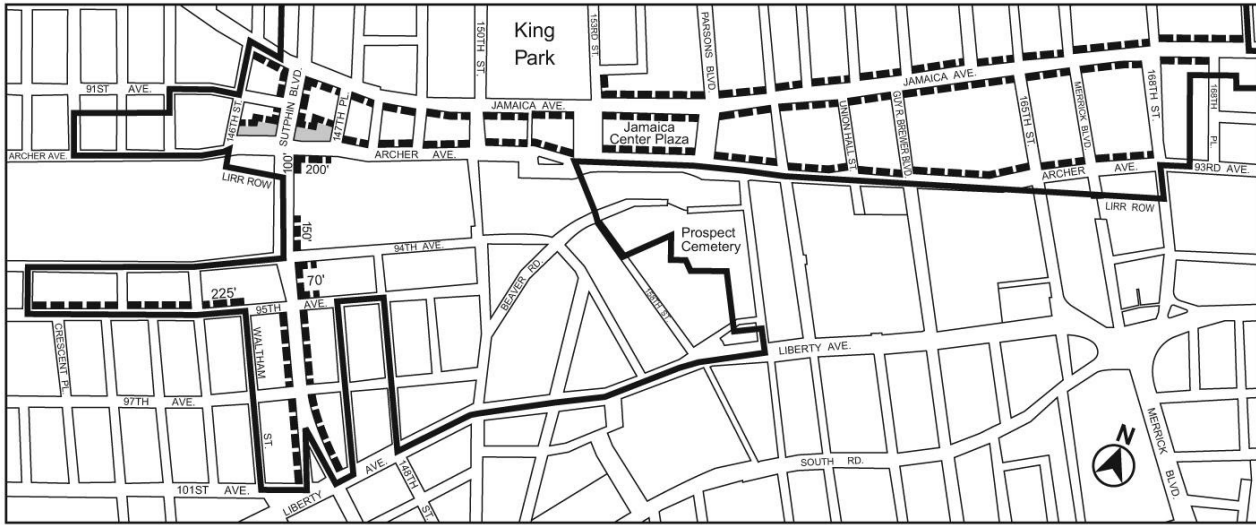 King
Park
150TH ST.
153RD ST.
PARSONS BLVD.
JAMAICA AVE.
168TH ST.
168TH
PL.
91ST AVE.
146TH ST.
SUTPHIN BLVD.
147TH PL.
JAMAICA AVE.
Jamaica
Center Plaza
UNION HALL ST.
GUY R. BREWER BLVD.
165TH ST.
MERRICK BLVD.
ARCHER AVE.
LIRR ROW
100'
200'
ARCHER AVE.
ARCHER AVE.
93RD AVE.
LIRR ROW
150'
94TH AVE.
Prospect
Cemetery
BEAVER RD.
70'
225'
95TH AVE.
CRESCENT PL.
WALTHAM ST.
LIBERTY AVE.
97TH AVE.
148TH ST.
SOUTH RD.
MERRICK BLVD.
N
101ST AVE.
LIBERTY AVE.